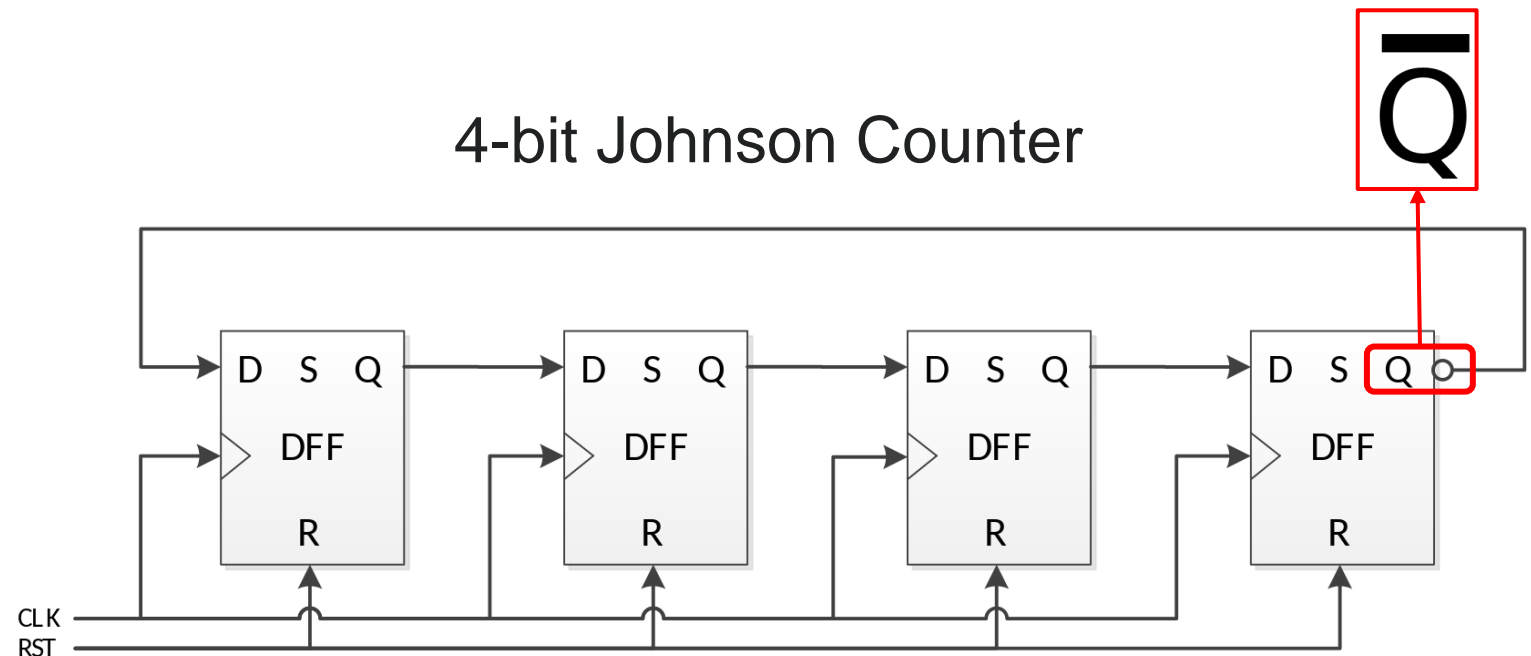 Q̅
4-bit Johnson Counter
D S Q D S Q D S Q D S Q
DFF DFF DFF DFF
R R R R
CLK
RST